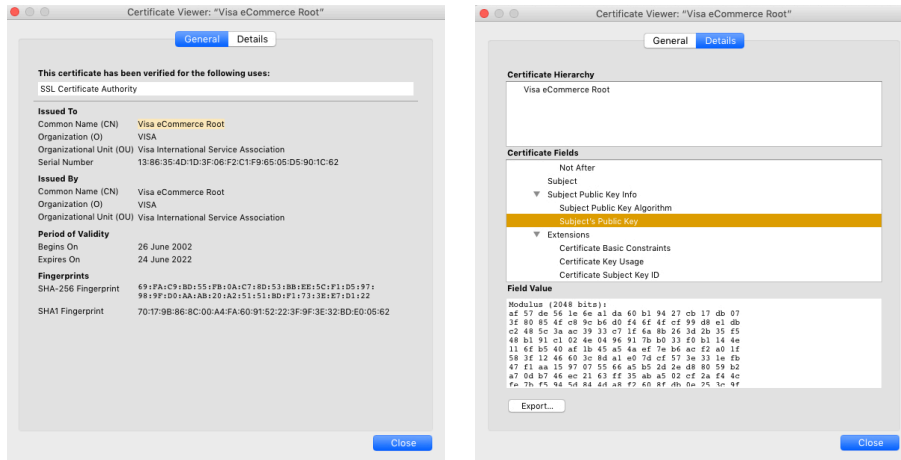 Certificate Viewer: “Visa eCommerce Root”
General Details
This certificate has been verified for the following uses:
SSL Certificate Authority
Issued To
Common Name (CN) Visa eCommerce Root
Organization (O) VISA
Organizational Unit (OU) Visa International Service Association
Serial Number 13:86:35:4D:1D:3F:06:F2:C1:F9:65:05:D5:90:1C:62
Issued By
Common Name (CN) Visa eCommerce Root
Organization (O) VISA
Organizational Unit (OU) Visa International Service Association
Period of Validity
Begins On 26 June 2002
Expires On 24 June 2022
Fingerprints
SHA-256 Fingerprint 69:FA:C9:BD:55:FB:0A:C7:8D:53:BB:EE:5C:F1:D5:97:
98:9F:D0:AA:AB:20:A2:51:51:BD:F1:73:3E:E7:D1:22
SHA1 Fingerprint 70:17:9B:86:8C:00:A4:FA:60:91:52:22:3F:9F:3E:32:BD:E0:05:62
Close
Certificate Viewer: “Visa eCommerce Root”
General Details
Certificate Hierarchy
Visa eCommerce Root
Certificate Fields
Not After
Subject
Subject Public Key Info
Subject Public Key Algorithm
Subject's Public Key
Extensions
Certificate Basic Constraints
Certificate Key Usage
Certificate Subject Key ID
Field Value
Modulus (2048 bits):
af 57 de 56 1e 6e a1 da 60 b1 94 27 cb 17 db 07
3f 80 85 4f c8 9c b6 d0 f4 6f 4f cf 99 d8 e1 db
c2 48 5c 3a ac 39 33 c7 1f 6a 8b 26 3d 2b 35 f5
48 b1 91 c1 02 4e 04 96 91 7b b0 33 f0 b1 14 4e
11 6f b5 40 af 1b 45 a5 4a ef 7e b6 ac f2 a0 1f
58 3f 12 46 60 3c 8d a1 e0 7d cf 57 3e 33 1e fb
47 f1 aa 15 97 07 55 66 a5 b5 2d 2e d8 80 59 b2
a7 0d b7 46 ec 21 63 ff 35 ab a5 02 cf 2a f4 4c
fe 7b f5 94 5d 84 4d a8 f2 60 8f db 0e 25 3c 9f
Export...
Close